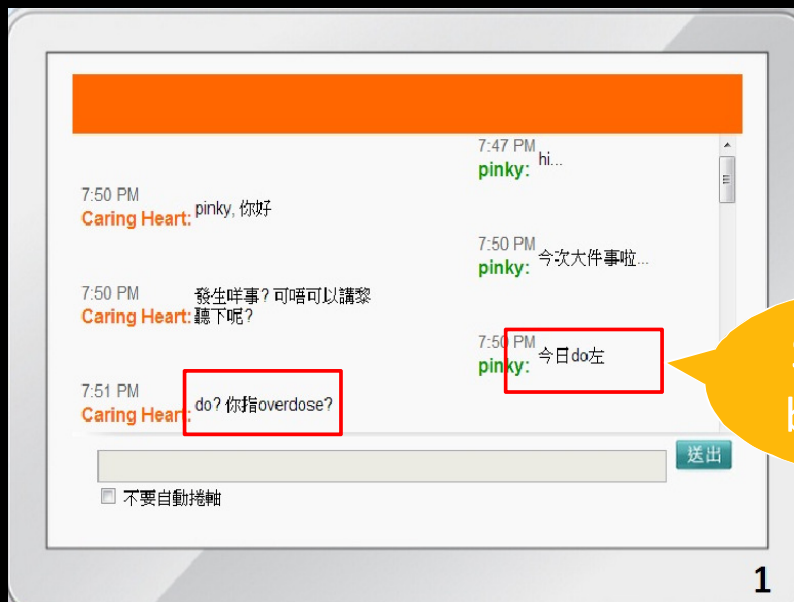 7:47 PM
pinky: hi...
7:50 PM
Caring Heart: pinky, 你好
7:50 PM
pinky: 今次大件事啦...
7:50 PM
Caring Heart: 發生咩事? 可唔可以講黎
聽下呢?
7:50 PM
pinky: 今日do左
7:51 PM
Caring Heart: do? 你指overdose?
送出
不要自動捲軸
1